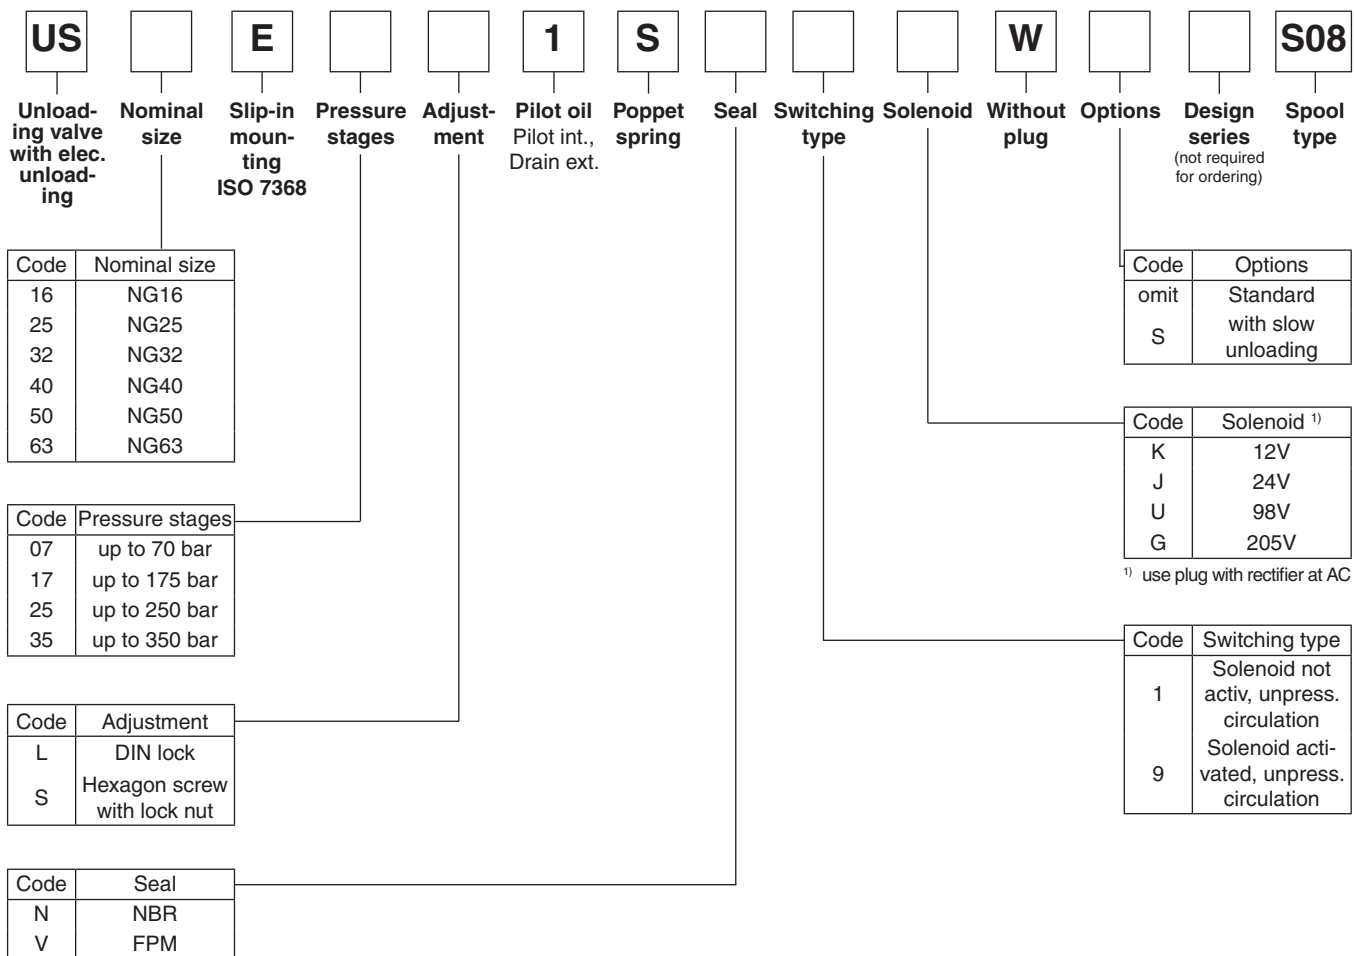 US E 1 S W S08
Unload-
ing valve
with elec.
unload-
ing
Nominal
size
Slip-in
moun-
ting
ISO 7368
Pressure
stages
Adjust-
ment
Pilot oil
Pilot int.,
Drain ext.
Poppet
spring
Seal
Switching
type
Solenoid
Without
plug
Options
Design
series
(not required
for ordering)
Spool
type
Code Nominal size
16 NG16
25 NG25
32 NG32
40 NG40
50 NG50
63 NG63
Code Pressure stages
07 up to 70 bar
17 up to 175 bar
25 up to 250 bar
35 up to 350 bar
Code Adjustment
L DIN lock
S Hexagon screw
with lock nut
Code Seal
N NBR
V FPM
Code Options
omit Standard
S with slow
unloading
Code Solenoid 1)
K 12V
J 24V
U 98V
G 205V
1) use plug with rectifier at AC
Code Switching type
1 Solenoid not
activ, unpress.
circulation
9 Solenoid acti-
vated, unpress.
circulation